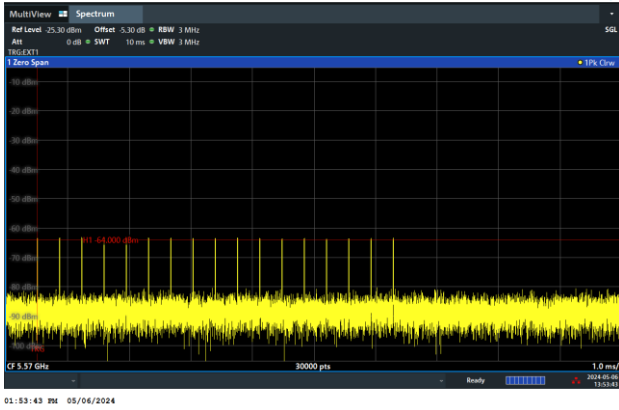 MultiView Spectrum
Ref Level -25.30 dBm Offset -5.30 dB RBW 3 MHz SGL
Att 0 dB SWT 10 ms VBW 3 MHz
TRG:EXT1
1 Zero Span 1Pk Clrw
-10 dBm
-20 dBm
-30 dBm
-40 dBm
-50 dBm
-60 dBm
H1 -64.000 dBm
-70 dBm
-80 dBm
-90 dBm
-100 dBm
CF 5.57 GHz 30000 pts 1.0 ms/
Ready 2024-05-06
13:53:43
01:53:43 PM 05/06/2024